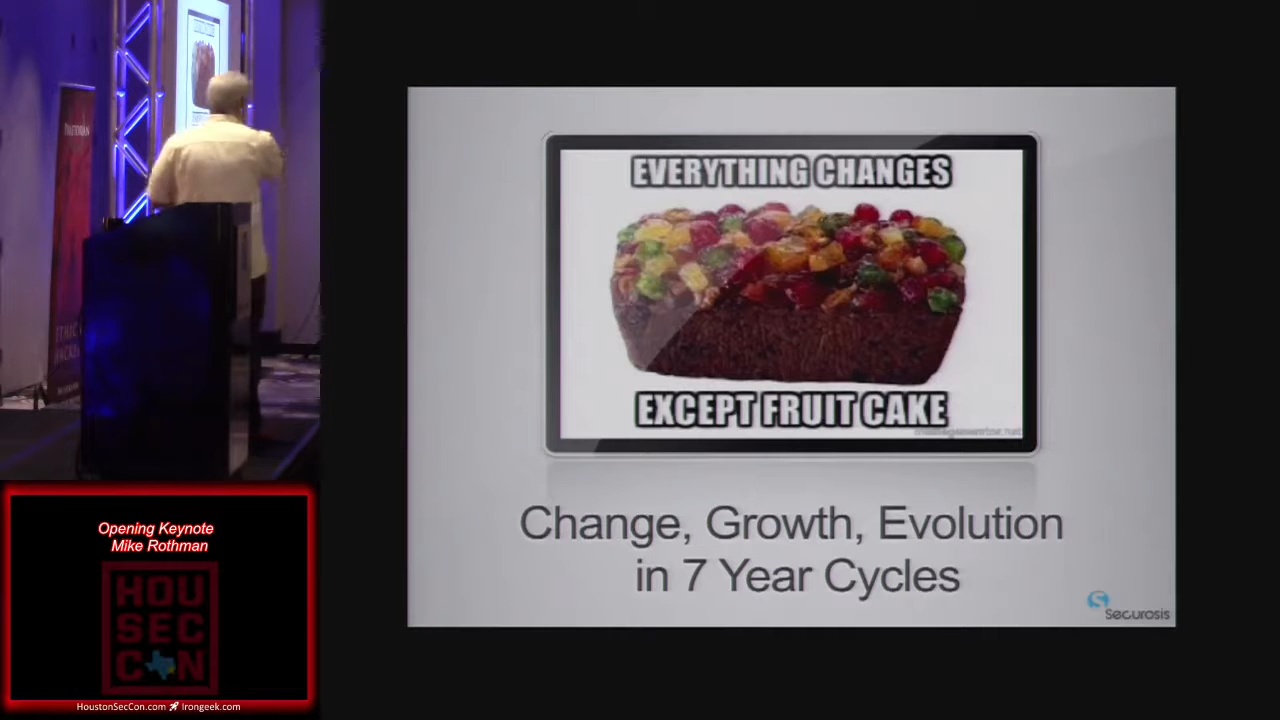 EVERYTHING CHANGES
EXCEPT FRUIT CAKE
Change, Growth, Evolution
in 7 Year Cycles
Securosis
Opening Keynote
Mike Rothman
HOU
SEC
CON
HoustonSecCon.com Irongeek.com